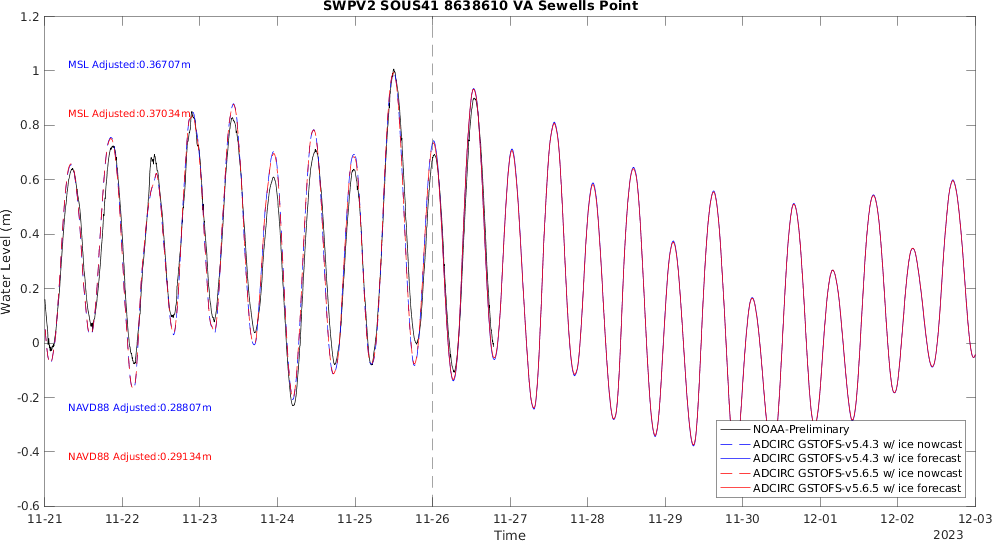 SWPV2 SOUS41 8638610 VA Sewells Point
1.2
1
0.8
0.6
0.4
0.2
0
-0.2
-0.4
-0.6
Water Level (m)
MSL Adjusted:0.36707m
MSL Adjusted:0.37034m
NAVD88 Adjusted:0.28807m
NAVD88 Adjusted:0.29134m
NOAA-Preliminary
ADCIRC GSTOFS-v5.4.3 w/ ice nowcast
ADCIRC GSTOFS-v5.4.3 w/ ice forecast
ADCIRC GSTOFS-v5.6.5 w/ ice nowcast
ADCIRC GSTOFS-v5.6.5 w/ ice forecast
11-21 11-22 11-23 11-24 11-25 11-26 11-27 11-28 11-29 11-30 12-01 12-02 12-03
Time
2023